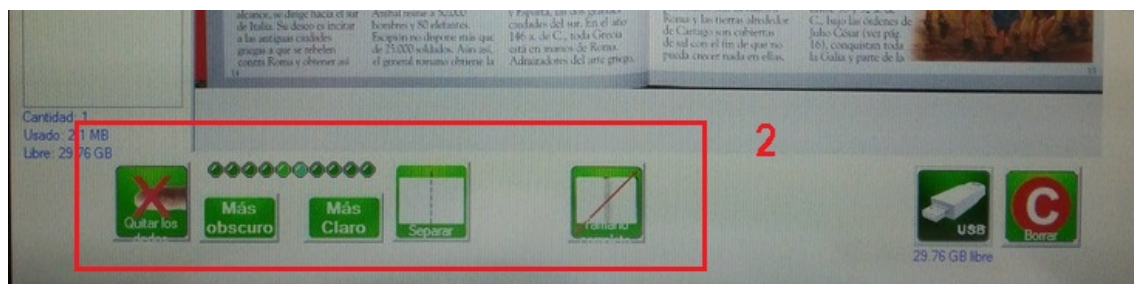 alcance, se dirige hacia el sur
de Italia. Su deseo es incitar
a las antiguas ciudades
griegas a que se rebelen
contra Roma y obtener así
14
Aníbal reúne a 50.000
hombres y 80 elefantes.
Escipión no dispone más que
de 25.000 soldados. Aún así,
el general romano obtiene la
ciudades del sur. En el año
146 a. de C., toda Grecia
está en manos de Roma.
Admiradores del arte griego,
Roma y las tierras alrededor
de Cartago son cubiertas
de sal con el fin de que no
pueda crecer nada en ellas.
C., bajo las órdenes de
Julio César (ver pág.
16), conquistan toda
la Galia y parte de la
15
Cantidad: 1
Usado: 2.1 MB
Libre: 29.76 GB
2
Quitar los
dedos
Más
obscuro
Más
Claro
Separar
Tamaño
completo
USB
29.76 GB libre
C
Borrar